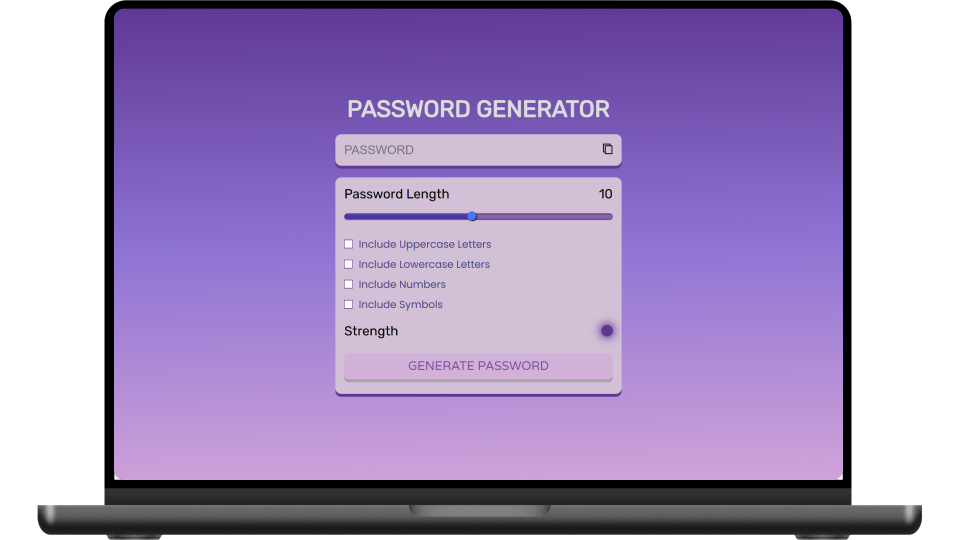 PASSWORD GENERATOR
PASSWORD
Password Length 10
Include Uppercase Letters
Include Lowercase Letters
Include Numbers
Include Symbols
Strength
GENERATE PASSWORD